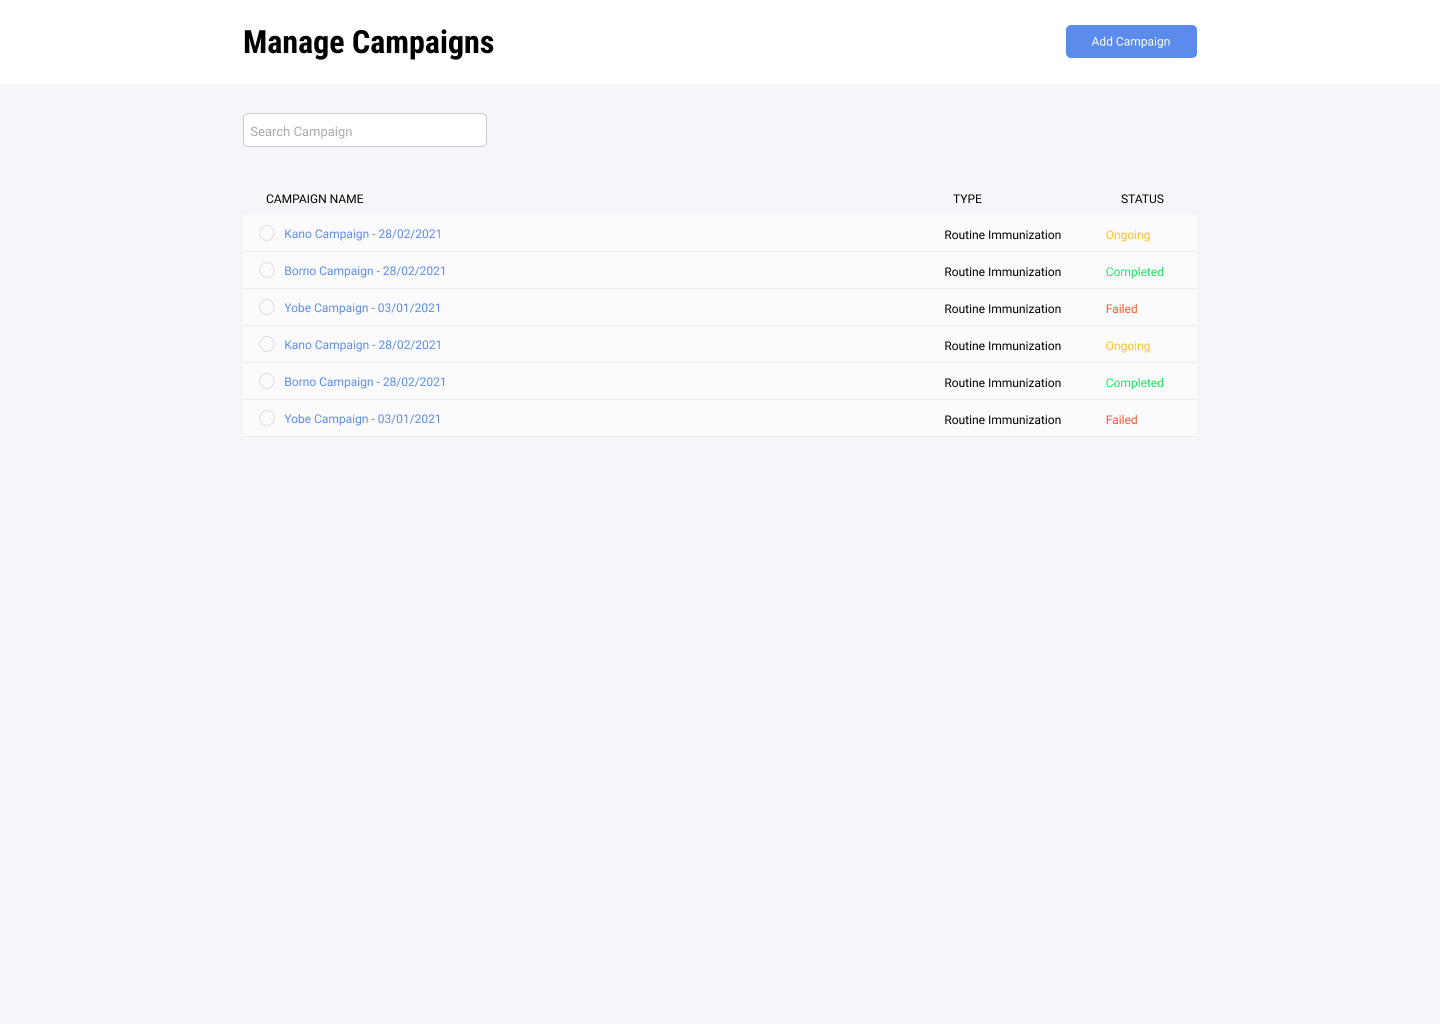 Manage Campaigns
Add Campaign
Search Campaign
CAMPAIGN NAME TYPE STATUS
Kano Campaign - 28/02/2021 Routine Immunization Ongoing
Borno Campaign - 28/02/2021 Routine Immunization Completed
Yobe Campaign - 03/01/2021 Routine Immunization Failed
Kano Campaign - 28/02/2021 Routine Immunization Ongoing
Borno Campaign - 28/02/2021 Routine Immunization Completed
Yobe Campaign - 03/01/2021 Routine Immunization Failed